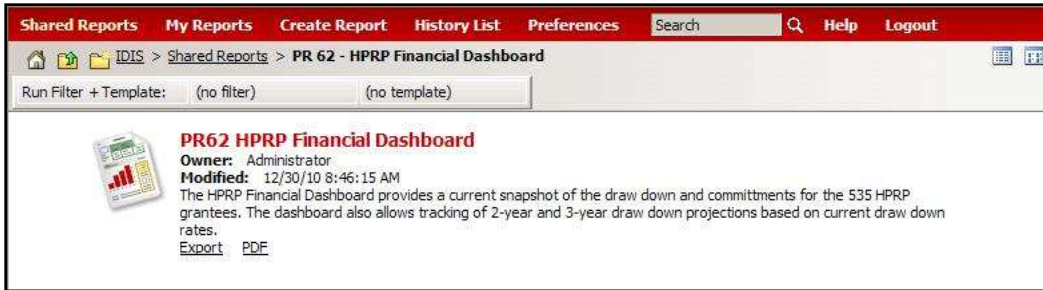 Shared Reports My Reports Create Report History List Preferences Search Help Logout
IDIS > Shared Reports > PR 62 - HPRP Financial Dashboard
Run Filter + Template: (no filter) (no template)
PR62 HPRP Financial Dashboard
Owner: Administrator
Modified: 12/30/10 8:46:15 AM
The HPRP Financial Dashboard provides a current snapshot of the draw down and committments for the 535 HPRP
grantees. The dashboard also allows tracking of 2-year and 3-year draw down projections based on current draw down
rates.
Export PDF